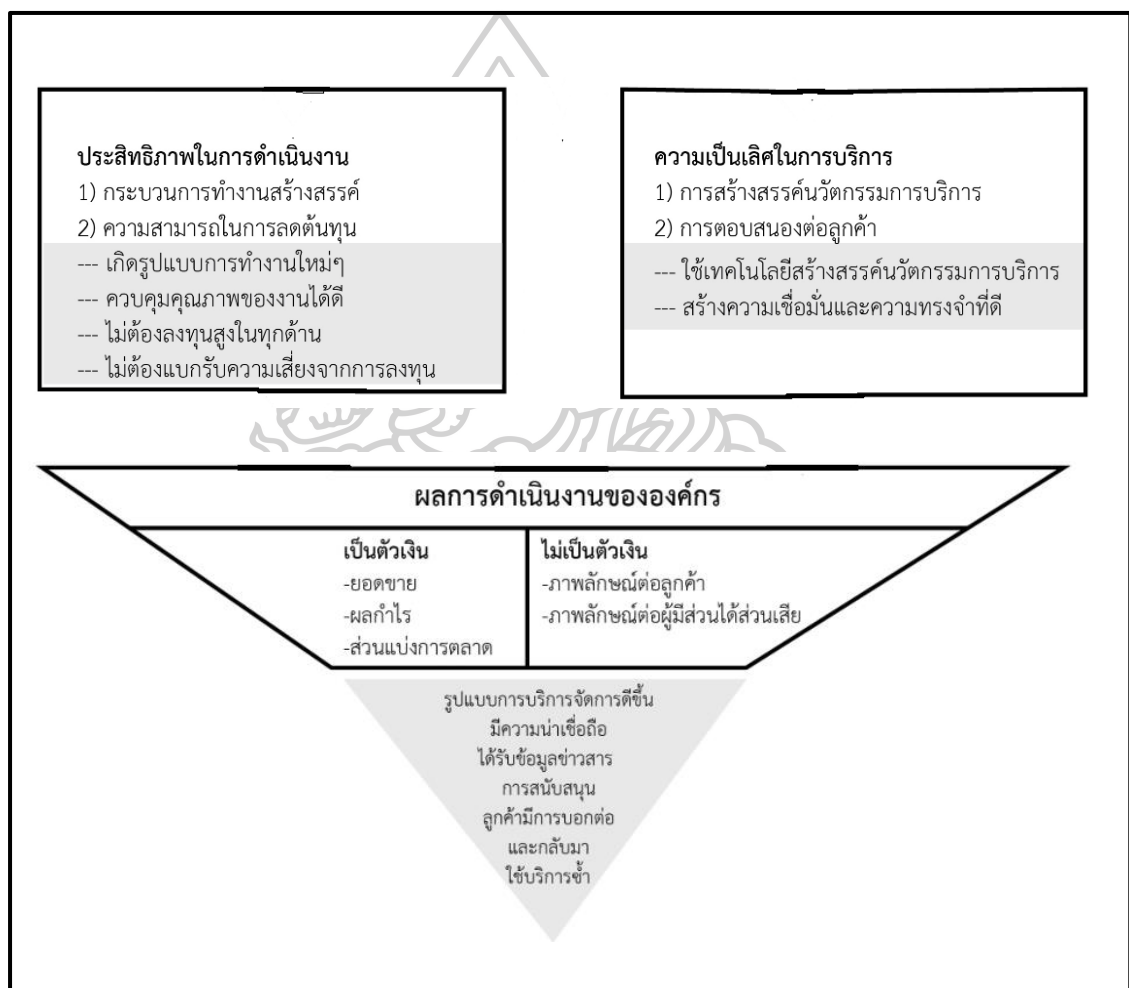 ประสิทธิภาพในการดำเนินงาน
1) กระบวนการทำงานสร้างสรรค์
2) ความสามารถในการลดต้นทุน
--- เกิดรูปแบบการทำงานใหม่ๆ
--- ควบคุมคุณภาพของงานได้ดี
--- ไม่ต้องลงทุนสูงในทุกด้าน
--- ไม่ต้องแบกรับความเสี่ยงจากการลงทุน
ความเป็นเลิศในการบริการ
1) การสร้างสรรค์นวัตกรรมการบริการ
2) การตอบสนองต่อลูกค้า
--- ใช้เทคโนโลยีสร้างสรรค์นวัตกรรมการบริการ
--- สร้างความเชื่อมั่นและความทรงจำที่ดี
ผลการดำเนินงานขององค์กร
เป็นตัวเงิน
-ยอดขาย
-ผลกำไร
-ส่วนแบ่งการตลาด
ไม่เป็นตัวเงิน
-ภาพลักษณ์ต่อลูกค้า
-ภาพลักษณ์ต่อผู้มีส่วนได้ส่วนเสีย
รูปแบบการบริการจัดการดีขึ้น
มีความน่าเชื่อถือ
ได้รับข้อมูลข่าวสาร
การสนับสนุน
ลูกค้ามีการบอกต่อ
และกลับมา
ใช้บริการซ้ำ